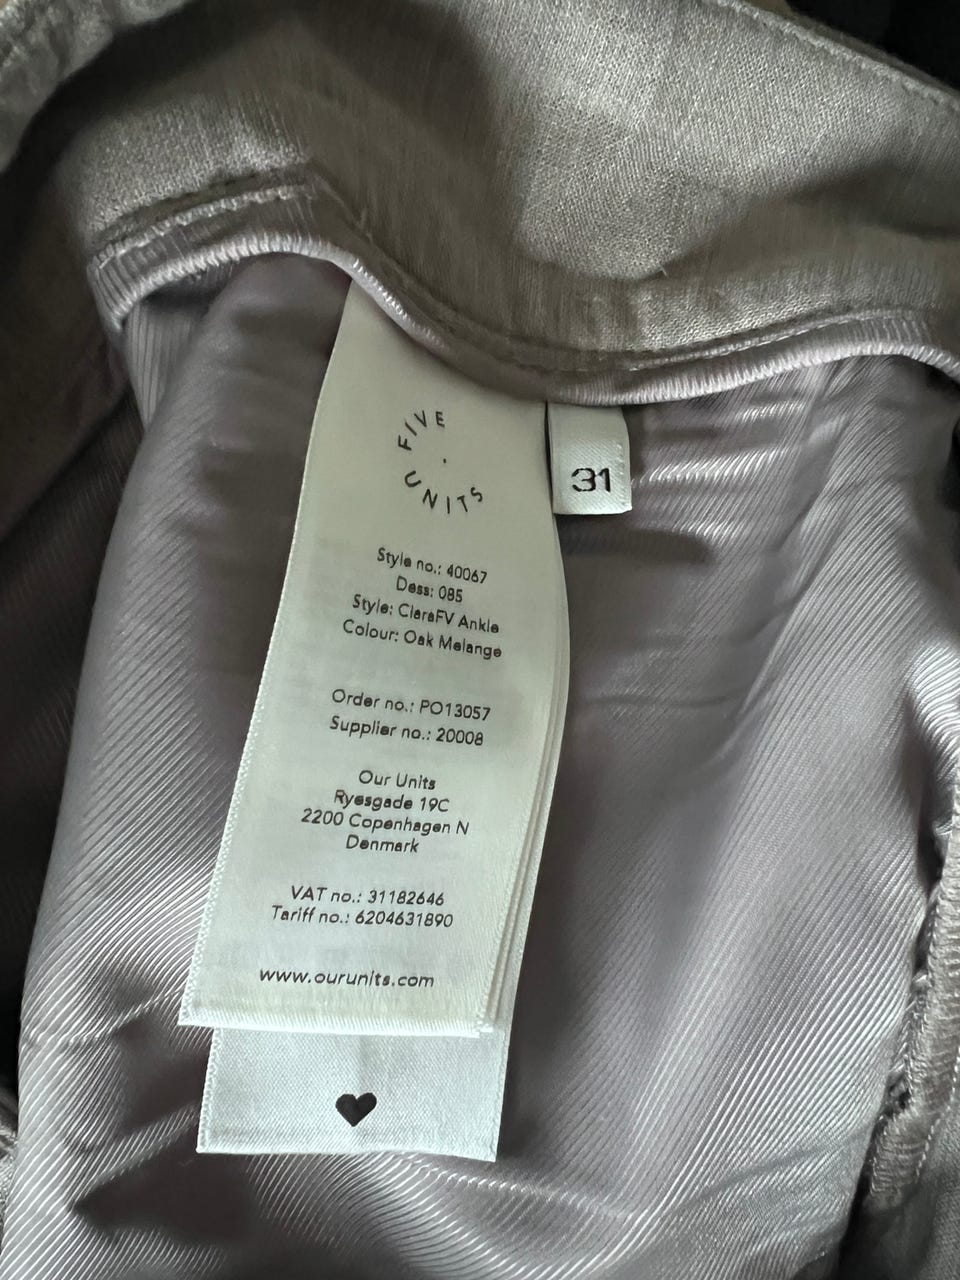 FIVE
UNITS
31
Style no.: 40067
Dess: 085
Style: ClaraFV Ankle
Colour: Oak Melange
Order no.: PO13057
Supplier no.: 20008
Our Units
Ryesgade 19C
2200 Copenhagen N
Denmark
VAT no.: 31182646
Tariff no.: 6204631890
www.ourunits.com